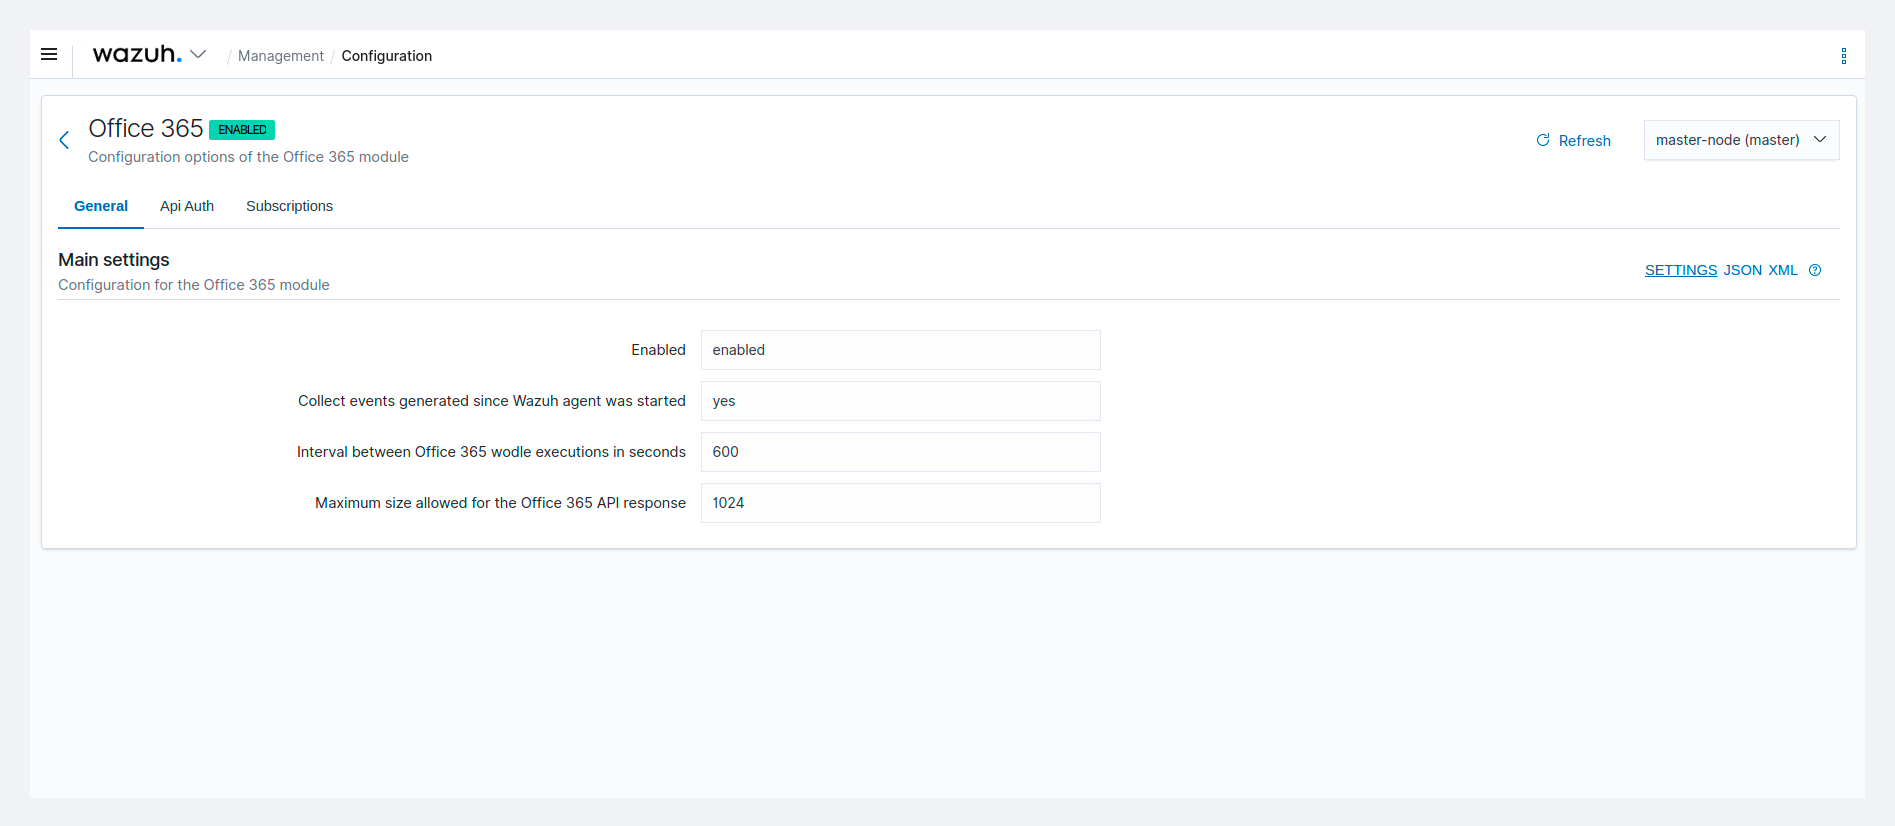 wazuh. / Management / Configuration
Office 365 ENABLED
Configuration options of the Office 365 module
Refresh
master-node (master)
General Api Auth Subscriptions
Main settings
Configuration for the Office 365 module
SETTINGS JSON XML
Enabled enabled
Collect events generated since Wazuh agent was started yes
Interval between Office 365 wodle executions in seconds 600
Maximum size allowed for the Office 365 API response 1024